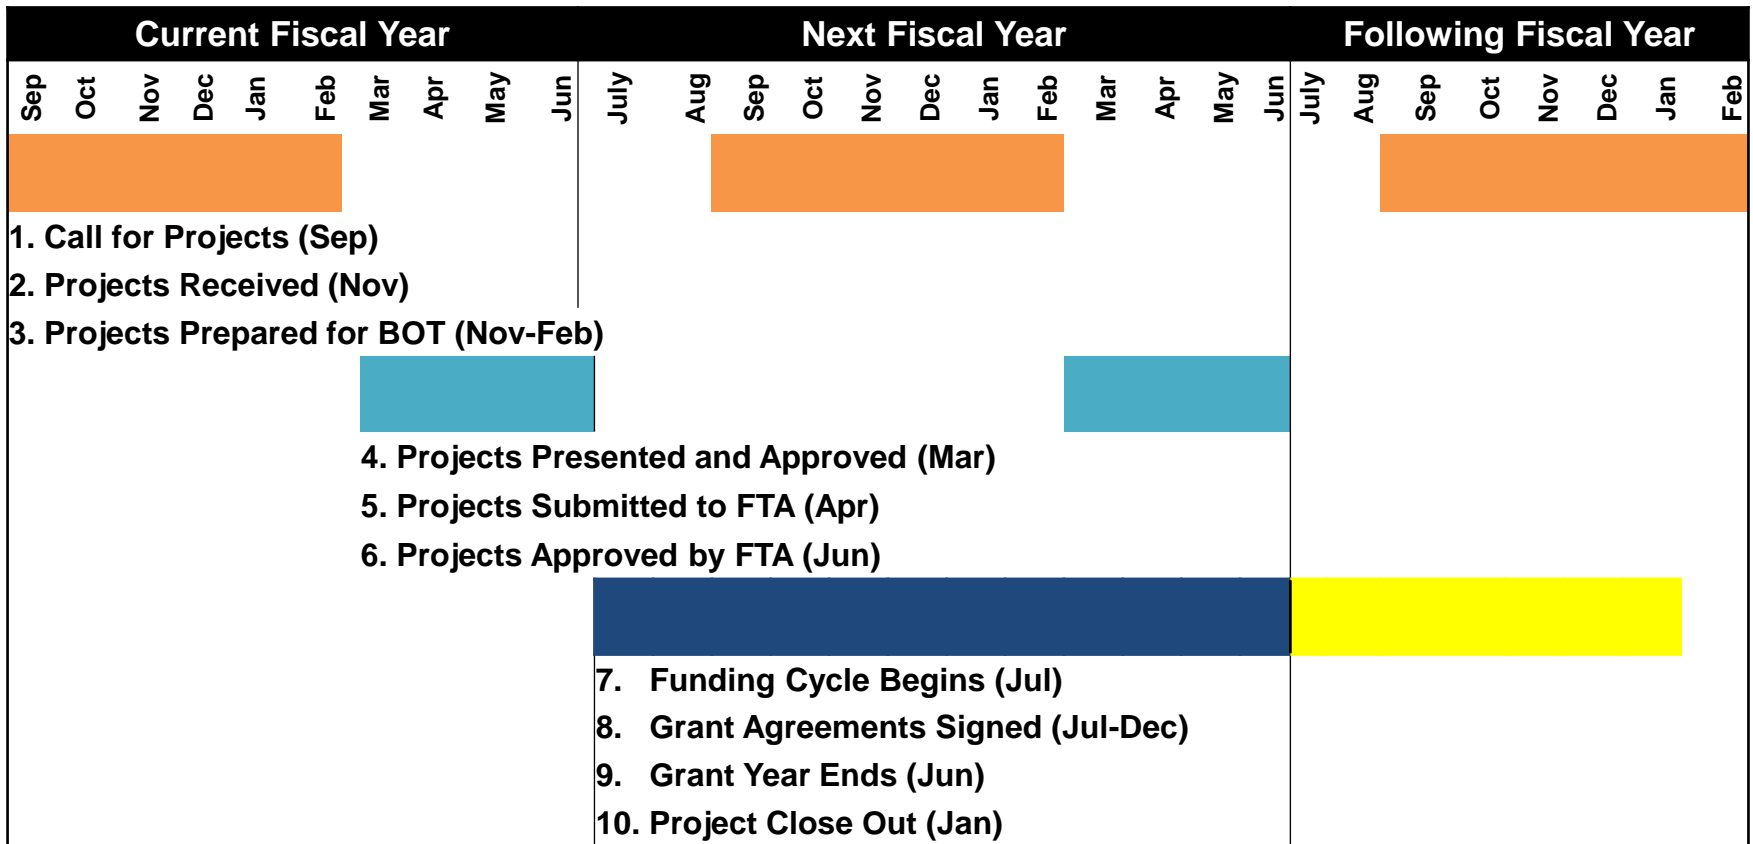 Current Fiscal Year Next Fiscal Year Following Fiscal Year
Sep Oct Nov Dec Jan Feb Mar Apr May Jun July Aug Sep Oct Nov Dec Jan Feb Mar Apr May Jun July Aug Sep Oct Nov Dec Jan Feb
1. Call for Projects (Sep)
2. Projects Received (Nov)
3. Projects Prepared for BOT (Nov-Feb)
4. Projects Presented and Approved (Mar)
5. Projects Submitted to FTA (Apr)
6. Projects Approved by FTA (Jun)
7. Funding Cycle Begins (Jul)
8. Grant Agreements Signed (Jul-Dec)
9. Grant Year Ends (Jun)
10. Project Close Out (Jan)